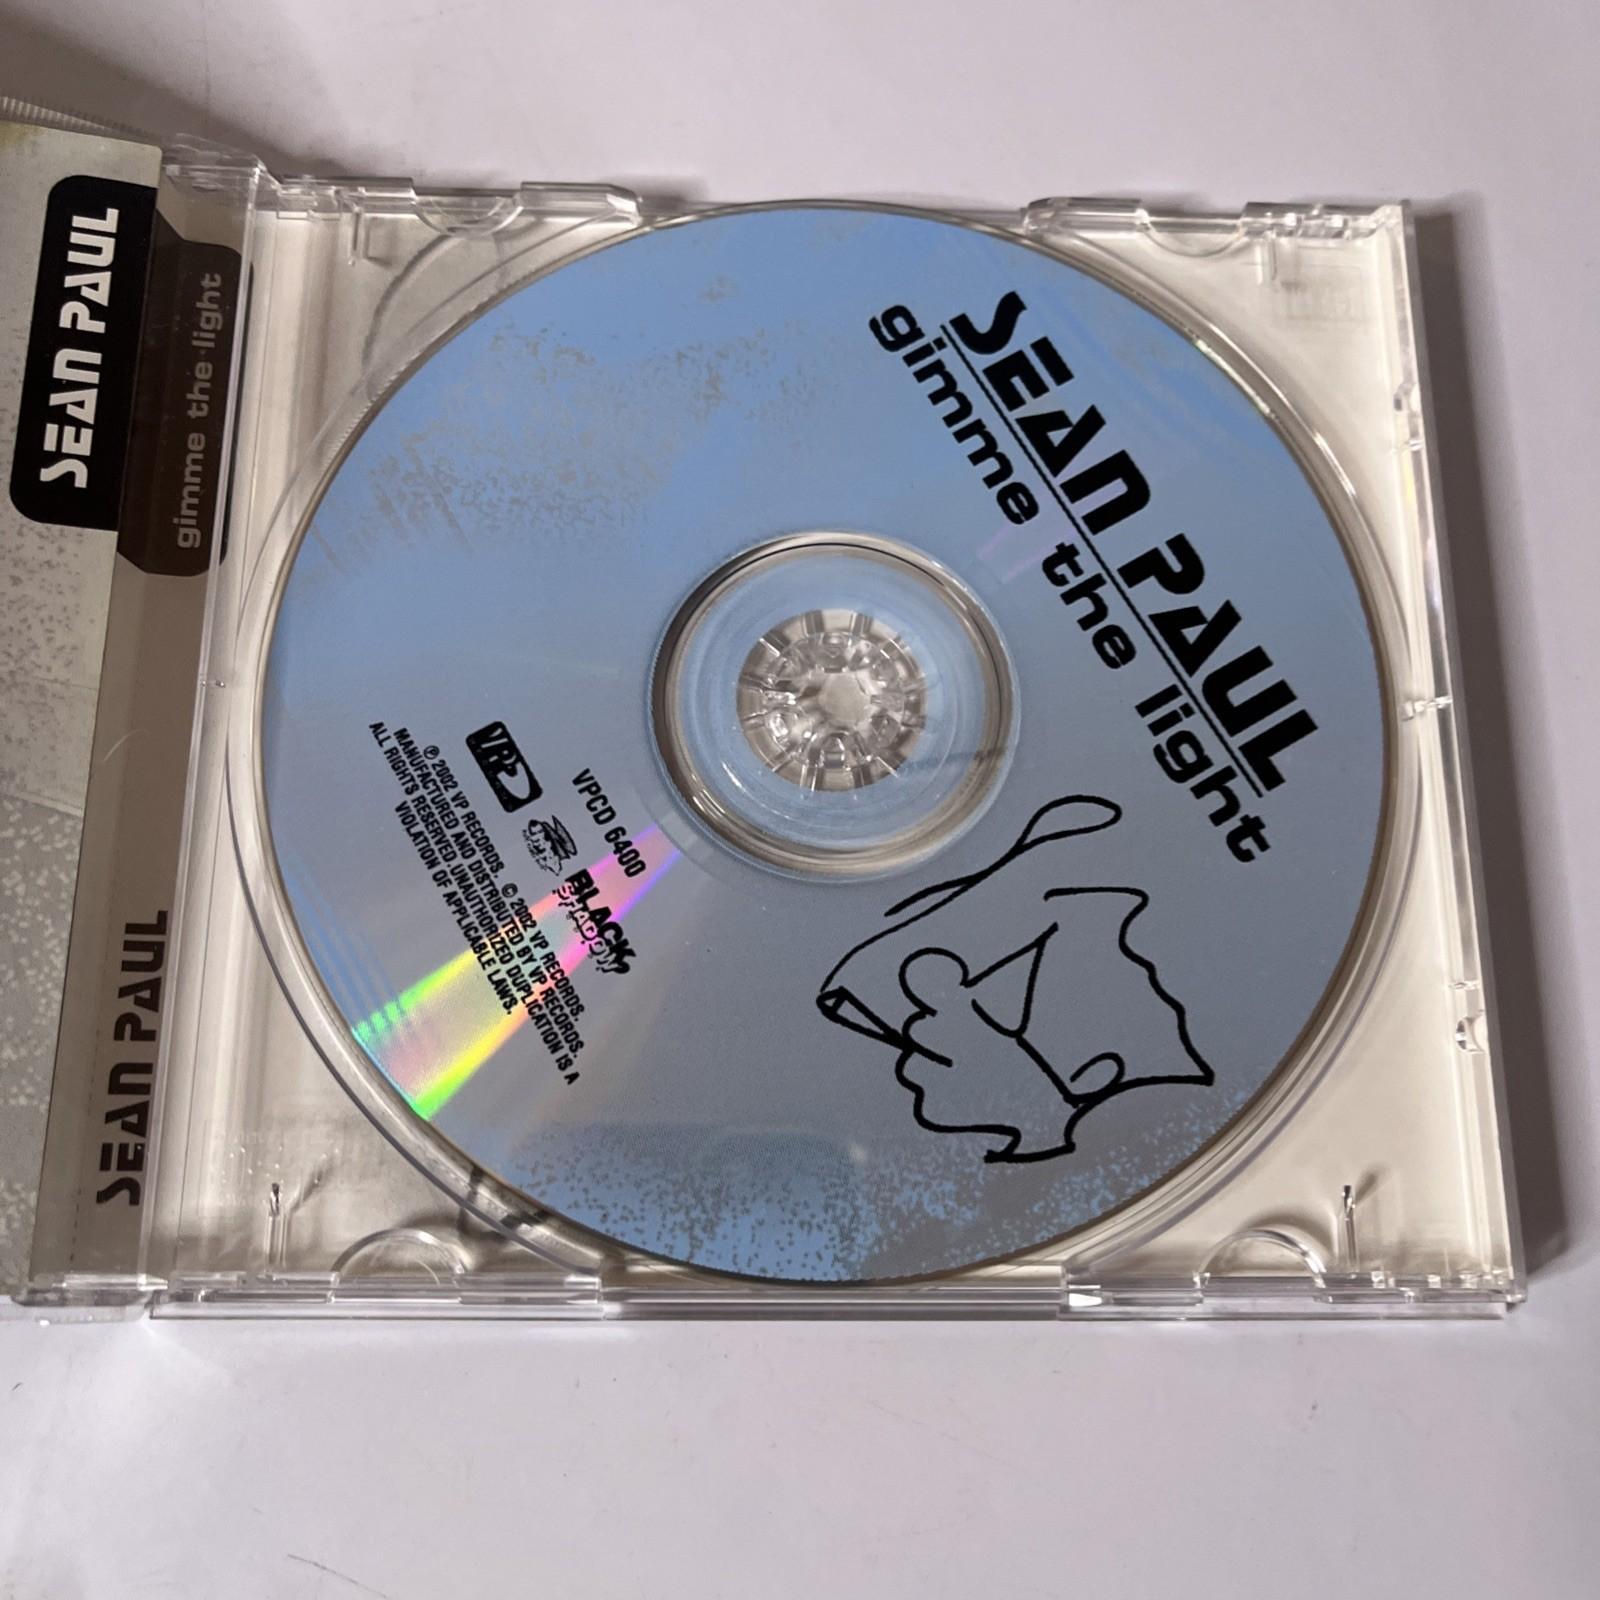 SEAN PAUL
gimme the light
SEAN PAUL
SEAN PAUL
gimme the light
VPCD 6400
VP
BLACK
SHADOW
℗ 2002 VP RECORDS. © 2002 VP RECORDS.
MANUFACTURED AND DISTRIBUTED BY VP RECORDS.
ALL RIGHTS RESERVED. UNAUTHORIZED DUPLICATION IS A
VIOLATION OF APPLICABLE LAWS.